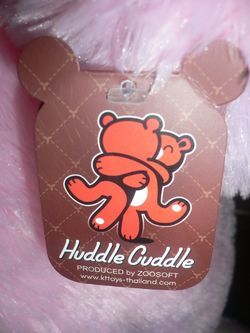 Huddle Cuddle
PRODUCED by ZOOSOFT
www.kttoys-thailand.com